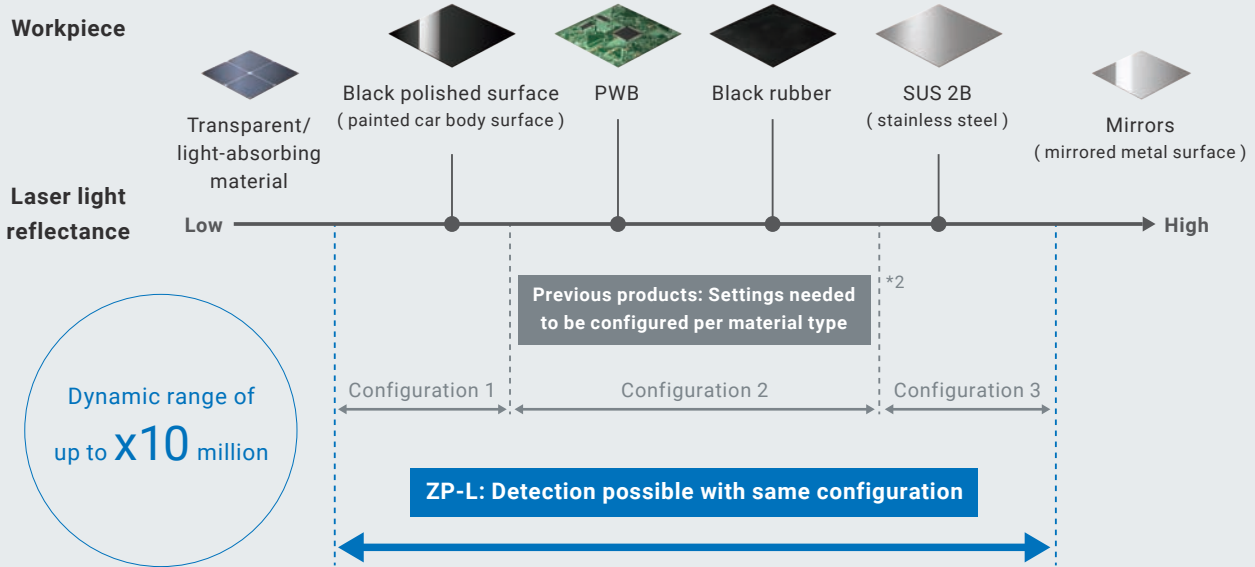 Workpiece
Transparent/
light-absorbing
material
Black polished surface
( painted car body surface )
PWB
Black rubber
SUS 2B
( stainless steel )
Mirrors
( mirrored metal surface )
Laser light
reflectance
Low
High
Previous products: Settings needed
to be configured per material type
*2
Configuration 1
Configuration 2
Configuration 3
Dynamic range of
up to x10 million
ZP-L: Detection possible with same configuration